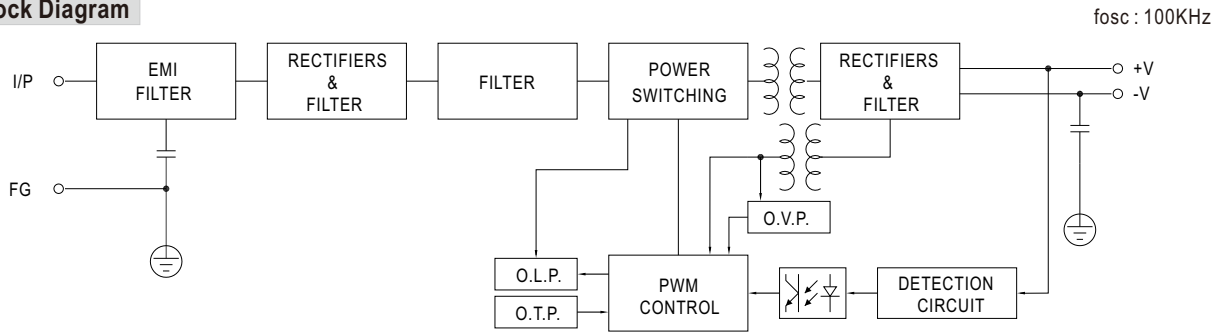 ock Diagram
fosc : 100KHz
I/P
EMI
FILTER
RECTIFIERS
&
FILTER
FILTER
POWER
SWITCHING
RECTIFIERS
&
FILTER
+V
-V
FG
O.V.P.
O.L.P.
O.T.P.
PWM
CONTROL
DETECTION
CIRCUIT